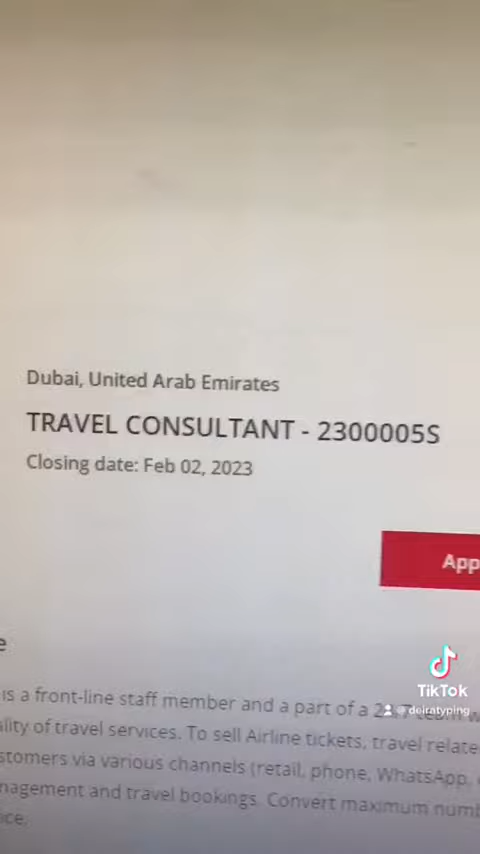 Dubai, United Arab Emirates
TRAVEL CONSULTANT - 2300005S
Closing date: Feb 02, 2023
App
e
is a front-line staff member and a part of a
ality of travel services. To sell Airline tickets, travel relate
stomers via various channels (retail, phone, WhatsApp,
nagement and travel bookings. Convert maximum numb
ice.
TikTok
@deiratyping